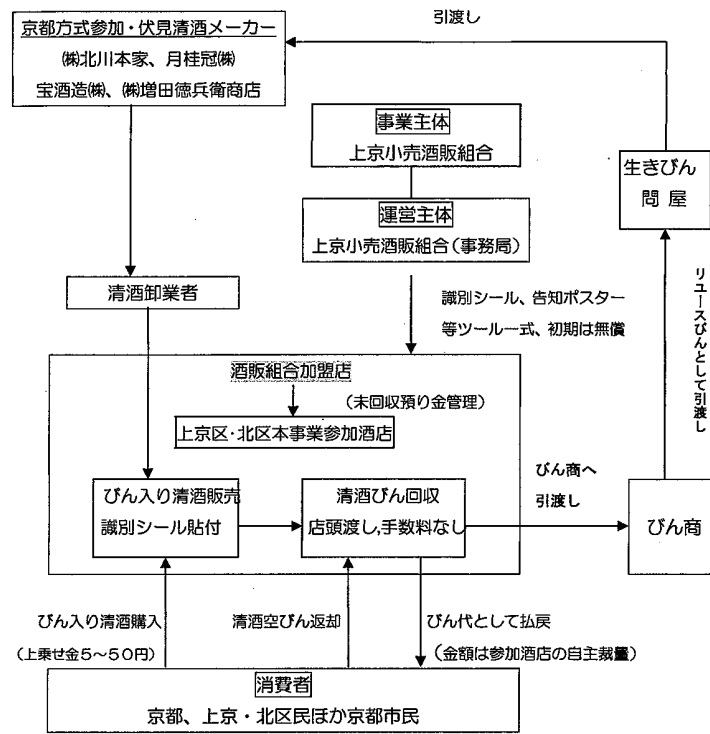 京都方式参加・伏見清酒メーカー
㈱北川本家、月桂冠㈱
宝酒造㈱、㈱増田徳兵衛商店
引渡し
事業主体
上京小売酒販組合
生きびん
問 屋
運営主体
上京小売酒販組合(事務局)
清酒卸業者
識別シール、告知ポスター
等ツール一式、初期は無償
リユースびんとして引渡し
酒販組合加盟店
(未回収預り金管理)
上京区・北区本事業参加酒店
びん入り清酒販売
識別シール貼付
清酒びん回収
店頭渡し,手数料なし
びん商へ
引渡し
びん商
びん入り清酒購入
(上乗せ金5～50円)
清酒空びん返却
びん代として払戻
(金額は参加酒店の自主裁量)
消費者
京都、上京・北区民ほか京都市民